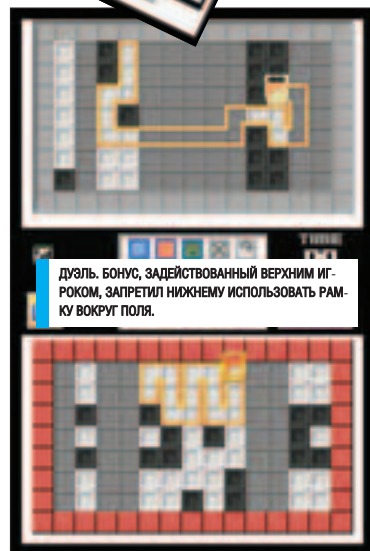 TIME
ДУЭЛЬ. БОНУС, ЗАДЕЙСТВОВАННЫЙ ВЕРХНИМ ИГ-
РОКОМ, ЗАПРЕТИЛ НИЖНЕМУ ИСПОЛЬЗОВАТЬ РАМ-
КУ ВОКРУГ ПОЛЯ.